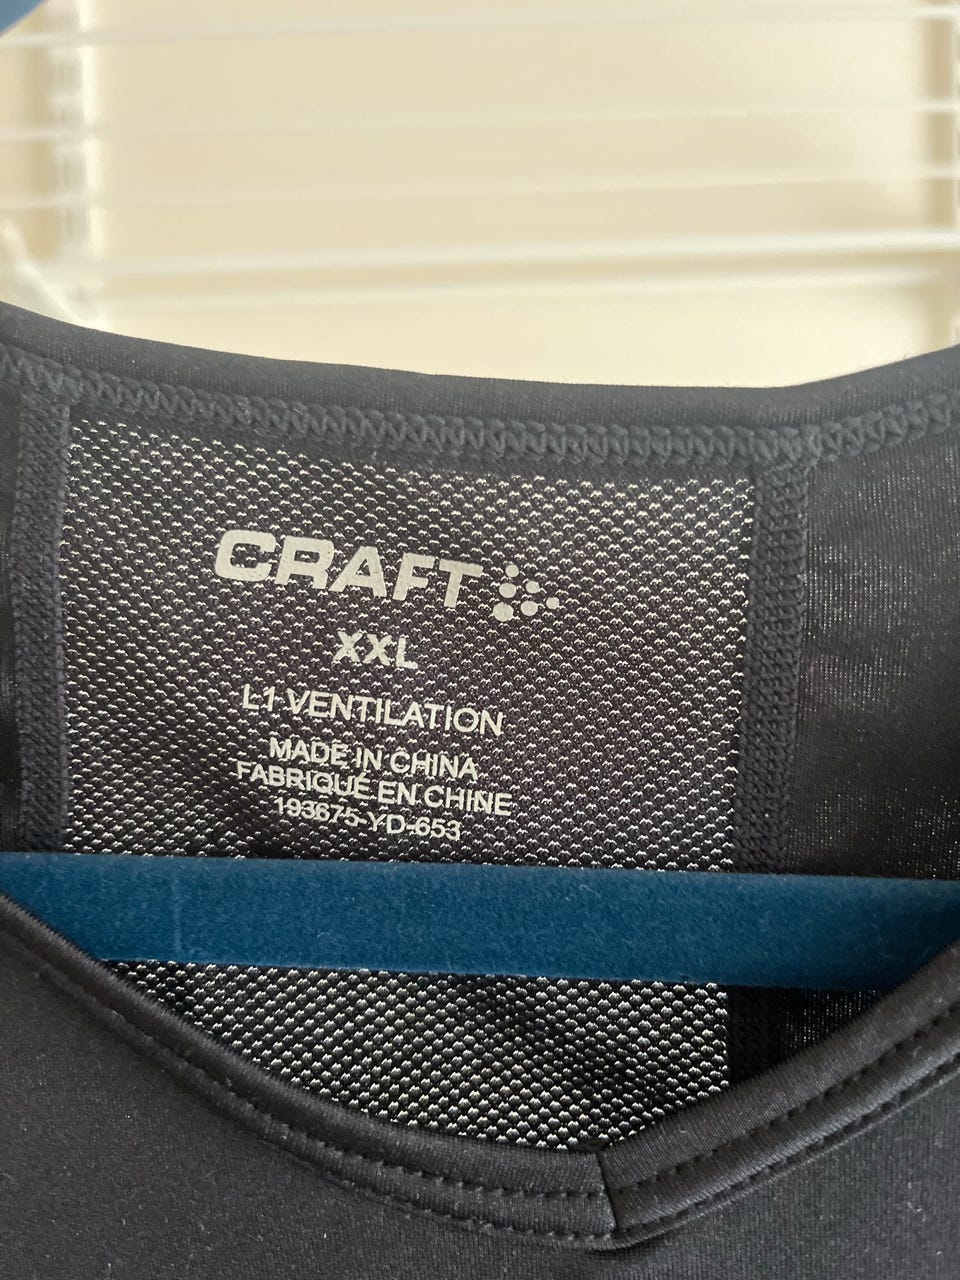 CRAFT
XXL
L1 VENTILATION
MADE IN CHINA
FABRIQUÉ EN CHINE
193675-YD-653